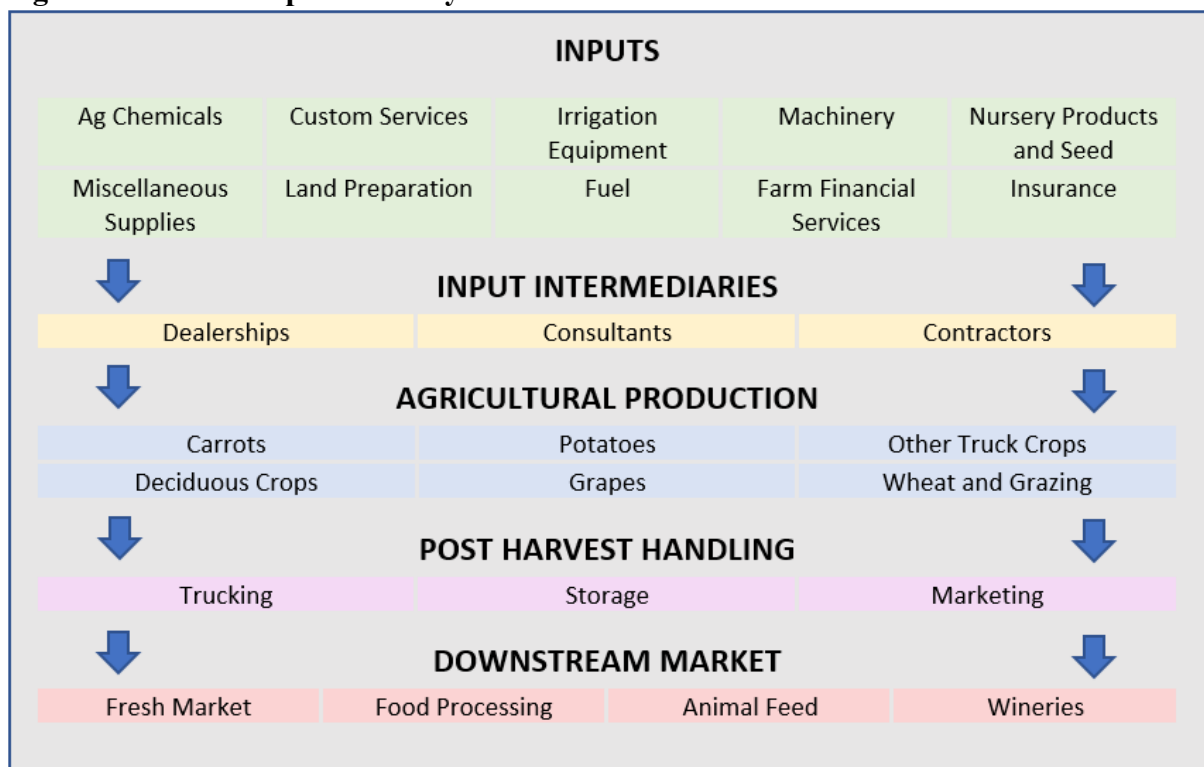 INPUTS
Ag Chemicals Custom Services Irrigation Equipment Machinery Nursery Products and Seed
Miscellaneous Supplies Land Preparation Fuel Farm Financial Services Insurance
INPUT INTERMEDIARIES
Dealerships Consultants Contractors
AGRICULTURAL PRODUCTION
Carrots Potatoes Other Truck Crops
Deciduous Crops Grapes Wheat and Grazing
POST HARVEST HANDLING
Trucking Storage Marketing
DOWNSTREAM MARKET
Fresh Market Food Processing Animal Feed Wineries